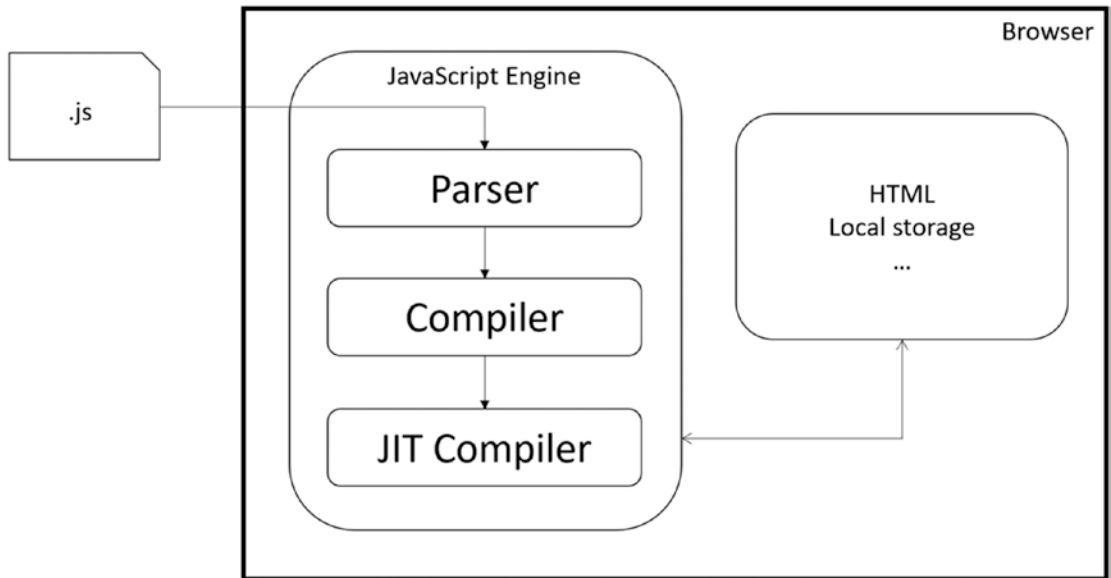 Browser
JavaScript Engine
.js
Parser
HTML
Local storage
...
Compiler
JIT Compiler